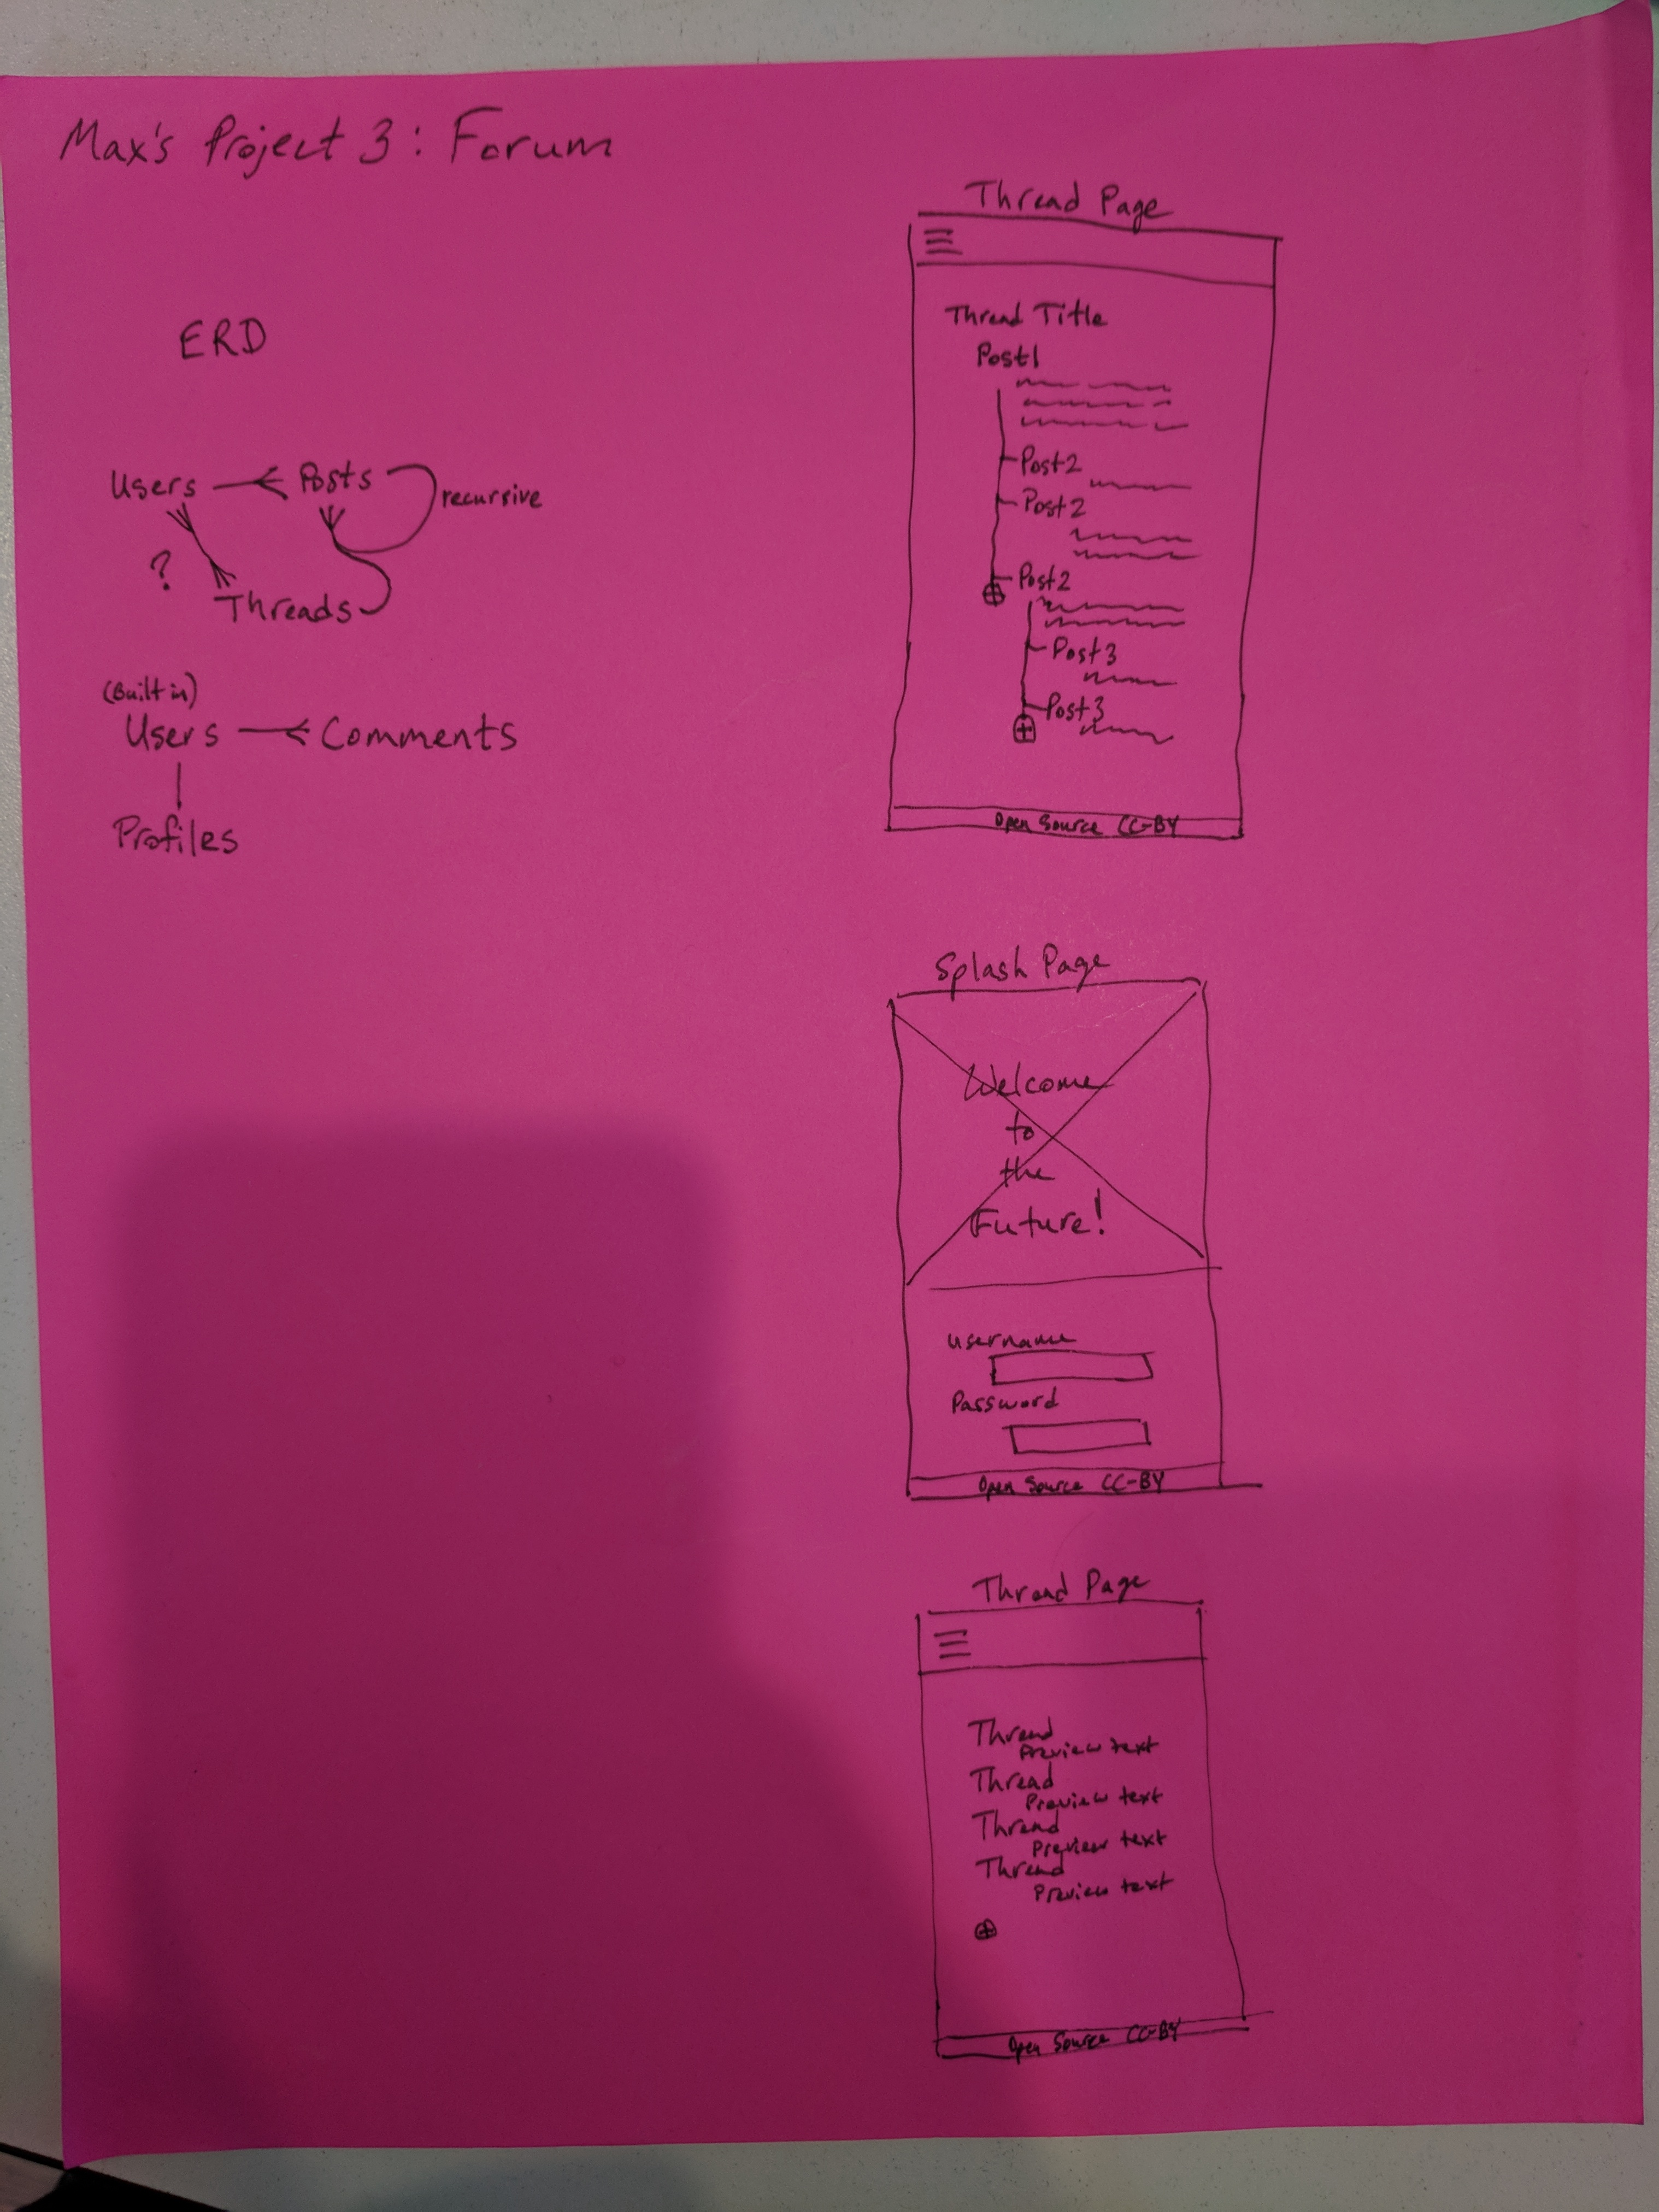 Max's Project 3: Forum
ERD
Users
Posts
recursive
?
Threads
(Built in)
Users
Comments
Profiles
Thread Page
Thread Title
Post1
Post2
Post2
Post2
Post3
Post3
Open Source CC-BY
Splash Page
Welcome
to
the
Future!
Username
Password
Open Source CC-BY
Thread Page
Thread
Preview text
Thread
Preview text
Thread
Preview text
Thread
Preview text
Open Source CC-BY